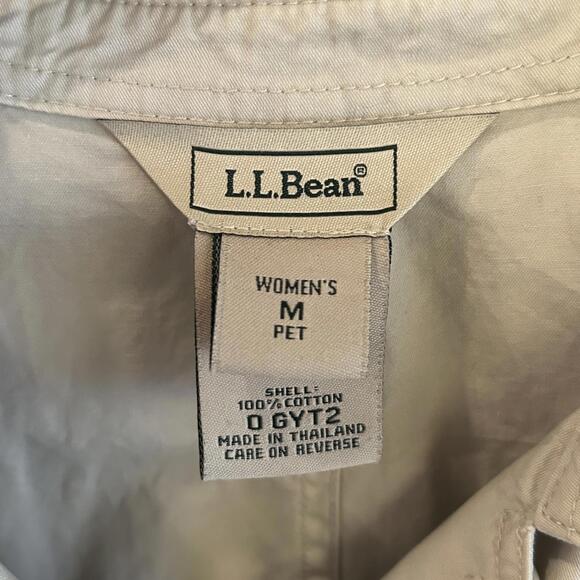 L.L.Bean®
WOMEN'S
M
PET
SHELL:
100% COTTON
0 GYT2
MADE IN THAILAND
CARE ON REVERSE